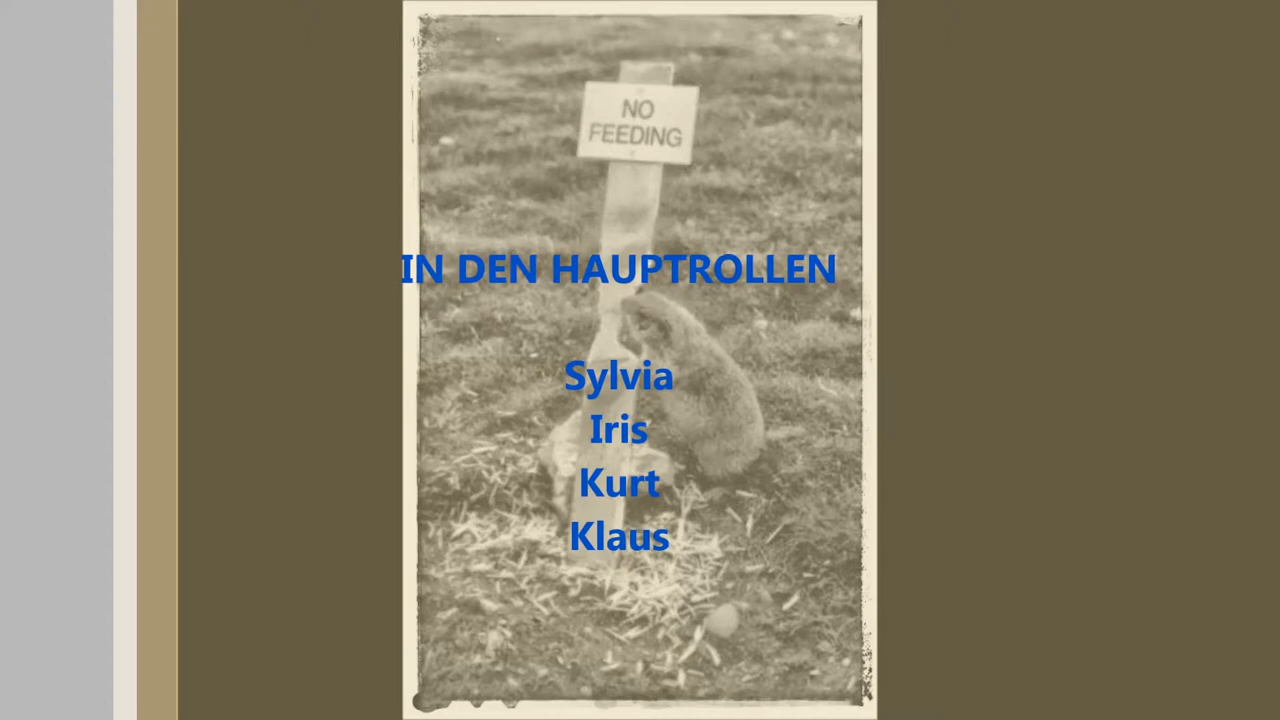 NO
FEEDING
IN DEN HAUPTROLLEN
Sylvia
Iris
Kurt
Klaus